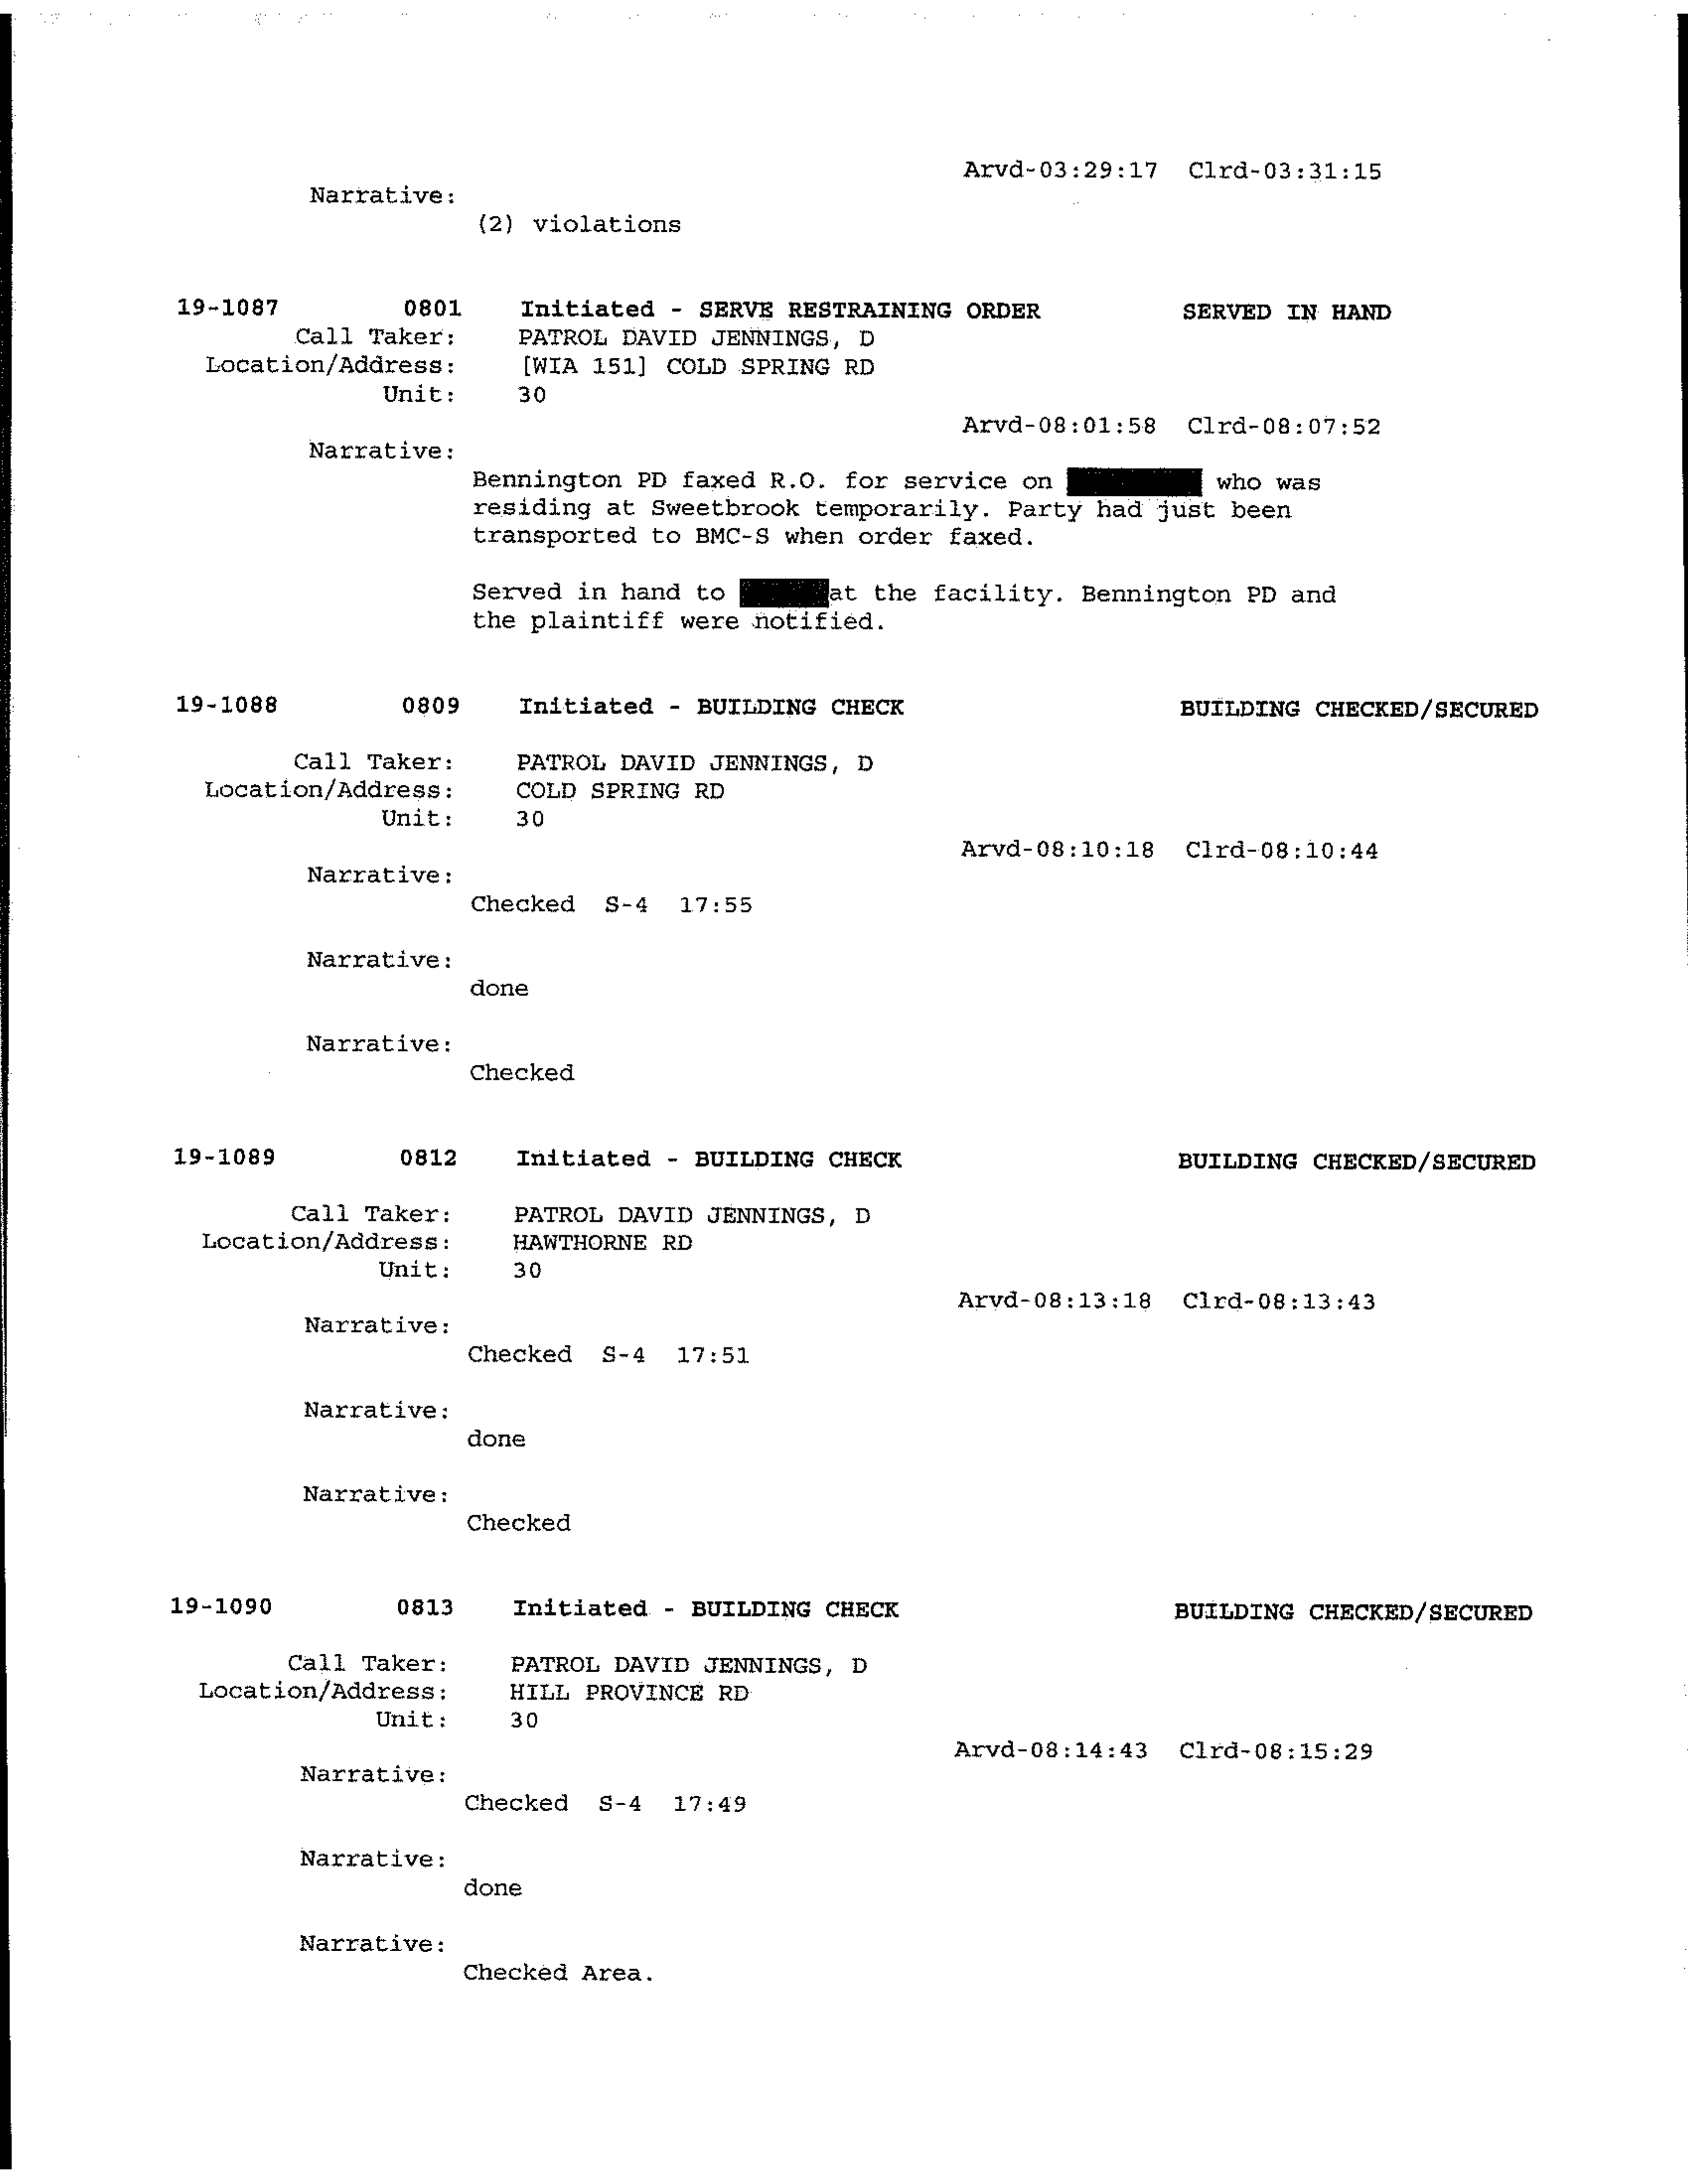 Arvd-03:29:17 Clrd-03:31:15
Narrative:
(2) violations
19-1087 0801 Initiated - SERVE RESTRAINING ORDER SERVED IN HAND
Call Taker: PATROL DAVID JENNINGS, D
Location/Address: [WIA 151] COLD SPRING RD
Unit: 30
Arvd-08:01:58 Clrd-08:07:52
Narrative:
Bennington PD faxed R.O. for service on who was
residing at Sweetbrook temporarily. Party had just been
transported to BMC-S when order faxed.
Served in hand to at the facility. Bennington PD and
the plaintiff were notified.
19-1088 0809 Initiated - BUILDING CHECK BUILDING CHECKED/SECURED
Call Taker: PATROL DAVID JENNINGS, D
Location/Address: COLD SPRING RD
Unit: 30
Arvd-08:10:18 Clrd-08:10:44
Narrative:
Checked S-4 17:55
Narrative:
done
Narrative:
Checked
19-1089 0812 Initiated - BUILDING CHECK BUILDING CHECKED/SECURED
Call Taker: PATROL DAVID JENNINGS, D
Location/Address: HAWTHORNE RD
Unit: 30
Arvd-08:13:18 Clrd-08:13:43
Narrative:
Checked S-4 17:51
Narrative:
done
Narrative:
Checked
19-1090 0813 Initiated - BUILDING CHECK BUILDING CHECKED/SECURED
Call Taker: PATROL DAVID JENNINGS, D
Location/Address: HILL PROVINCE RD
Unit: 30
Arvd-08:14:43 Clrd-08:15:29
Narrative:
Checked S-4 17:49
Narrative:
done
Narrative:
Checked Area.